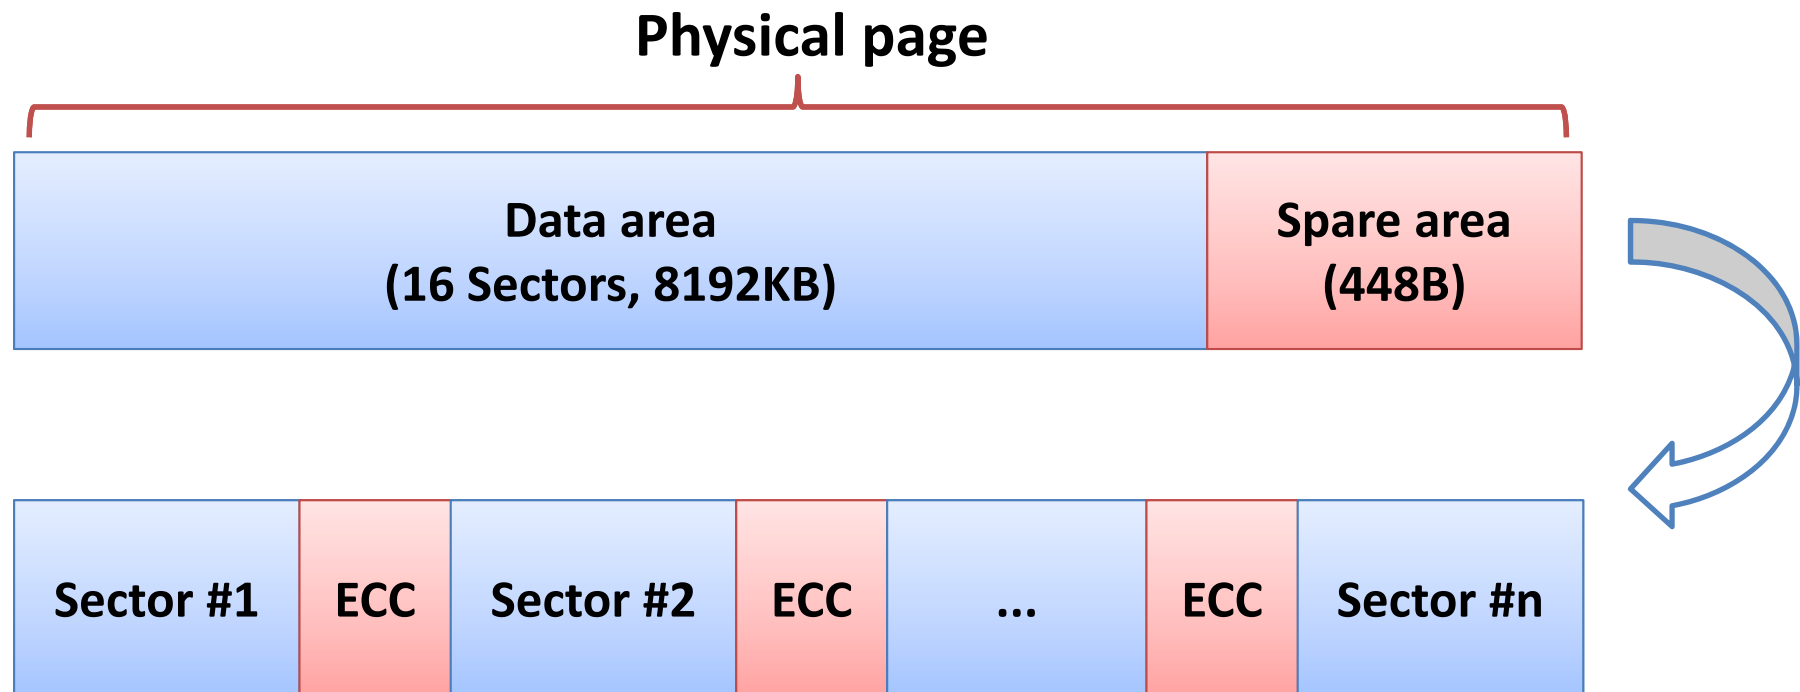 Physical page
Data area
(16 Sectors, 8192KB)
Spare area
(448B)
Sector #1
ECC
Sector #2
ECC
...
ECC
Sector #n